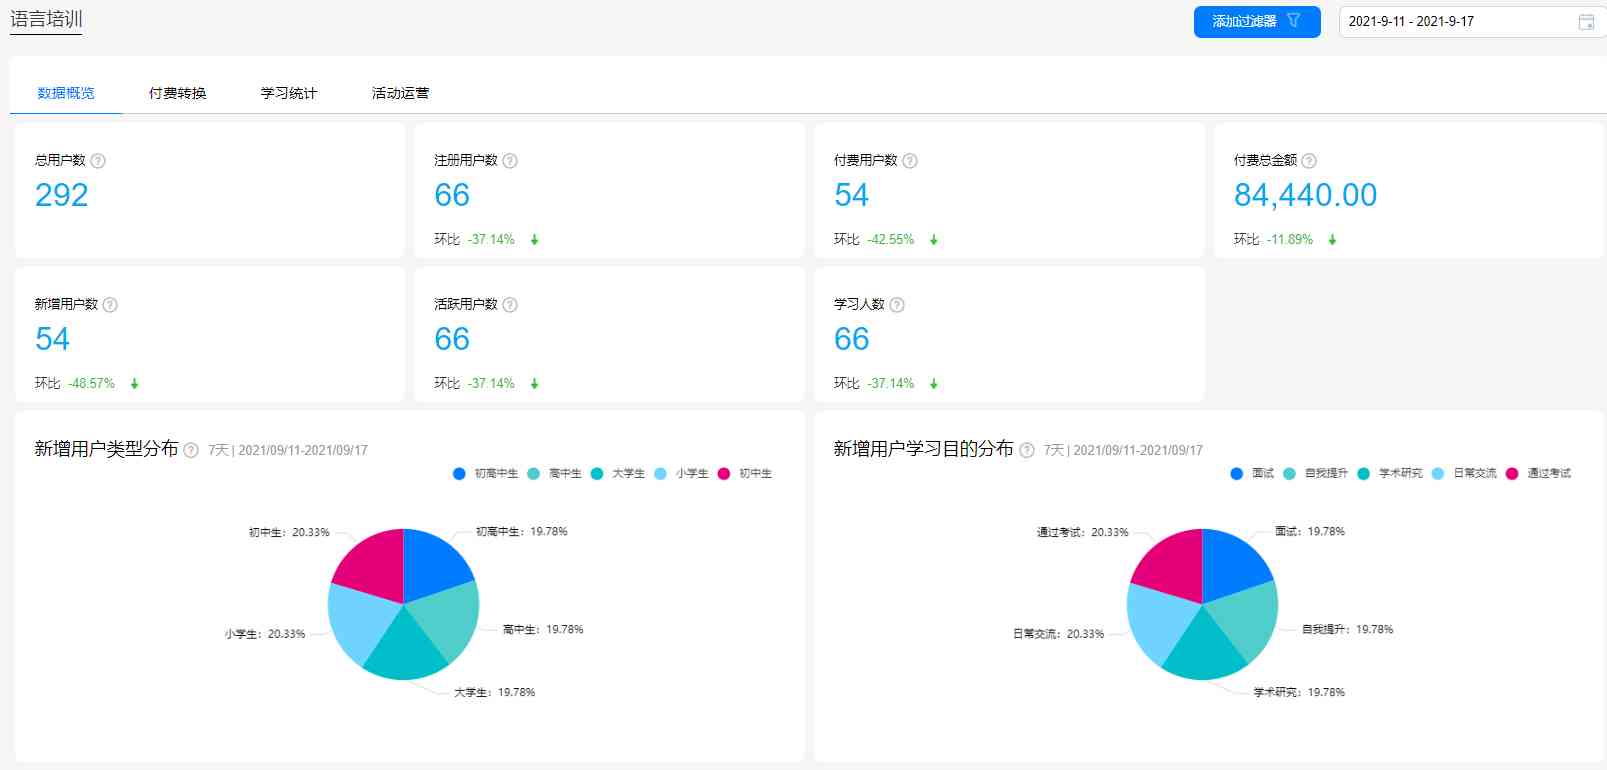 语言培训
添加过滤器
2021-9-11 - 2021-9-17
数据概览 付费转换 学习统计 活动运营
总用户数 ?
292
注册用户数 ?
66
环比 -37.14%
付费用户数 ?
54
环比 -42.55%
付费总金额 ?
84,440.00
环比 -11.89%
新增用户数 ?
54
环比 -48.57%
活跃用户数 ?
66
环比 -37.14%
学习人数 ?
66
环比 -37.14%
新增用户类型分布 ? 7天 | 2021/09/11-2021/09/17
初高中生 高中生 大学生 小学生 初中生
初中生：20.33%
初高中生：19.78%
小学生：20.33%
高中生：19.78%
大学生：19.78%
新增用户学习目的分布 ? 7天 | 2021/09/11-2021/09/17
面试 自我提升 学术研究 日常交流 通过考试
通过考试：20.33%
面试：19.78%
日常交流：20.33%
自我提升：19.78%
学术研究：19.78%